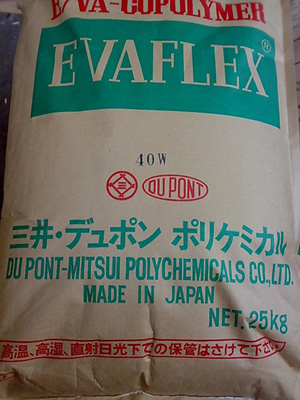 E/VA-COPOLYMER
EVAFLEX®
40W
DU PONT
三井・デュポン ポリケミカル
DU PONT-MITSUI POLYCHEMICALS CO.,LTD.
MADE IN JAPAN
NET. 25kg
高温、高湿、直射日光下での保管はさけて下さい